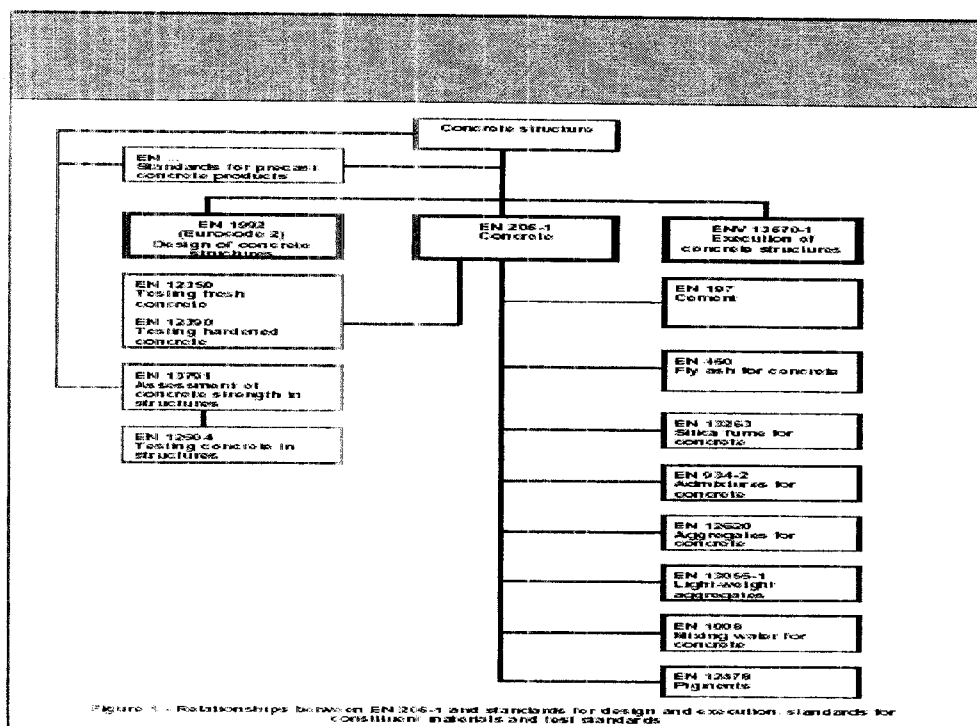 Concrete structure
EN ...
Standards for precast
concrete products
EN 1992
(Eurocode 2)
Design of concrete
structures
EN 206-1
Concrete
ENV 13670-1
Execution of
concrete structures
EN 12350
Testing fresh
concrete
EN 12390
Testing hardened
concrete
EN 13791
Assessment of
concrete strength in
structures
EN 12504
Testing concrete in
structures
EN 197
Cement
EN 450
Fly ash for concrete
EN 13263
Silica fume for
concrete
EN 934-2
Admixtures for
concrete
EN 12620
Aggregates for
concrete
EN 13055-1
Light-weight
aggregates
EN 1008
Mixing water for
concrete
EN 12878
Pigments
Figure 1 - Relationships between EN 206-1 and standards for design and execution, standards for
constituent materials and test standards